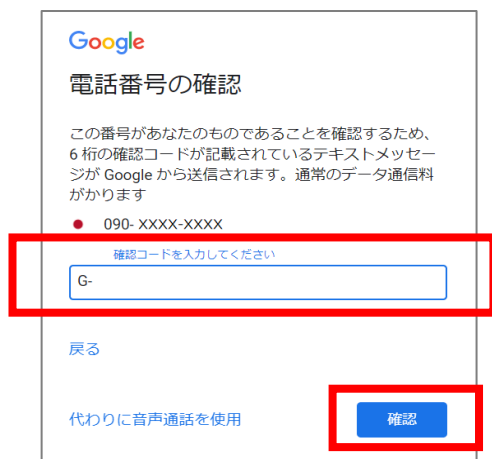 Google
電話番号の確認
この番号があなたのものであることを確認するため、
6 桁の確認コードが記載されているテキストメッセー
ジが Google から送信されます。通常のデータ通信料
がかります
090- XXXX-XXXX
確認コードを入力してください
G-
戻る
代わりに音声通話を使用
確認